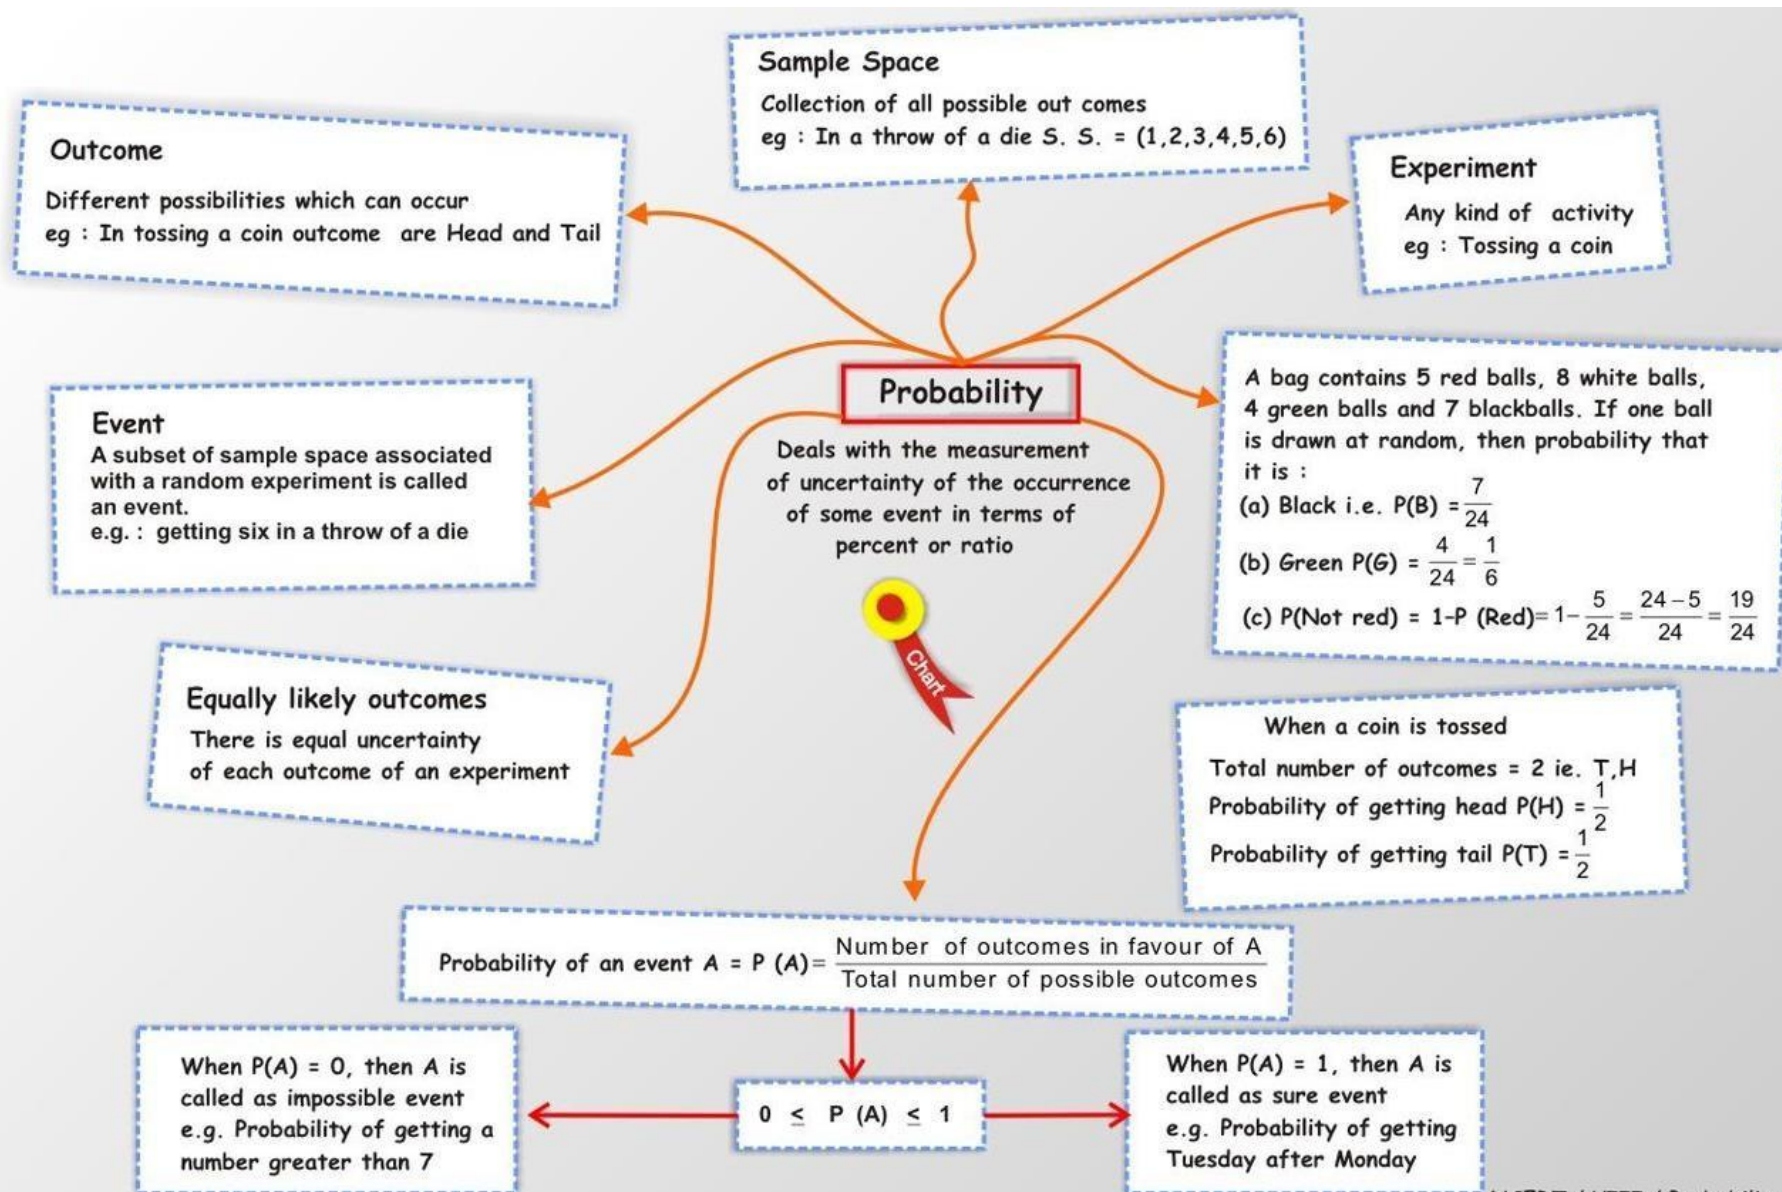 Sample Space
Collection of all possible out comes
eg : In a throw of a die S. S. = (1,2,3,4,5,6)
Outcome
Different possibilities which can occur
eg : In tossing a coin outcome are Head and Tail
Experiment
Any kind of activity
eg : Tossing a coin
Probability
Deals with the measurement
of uncertainty of the occurrence
of some event in terms of
percent or ratio
Chart
Event
A subset of sample space associated
with a random experiment is called
an event.
e.g. : getting six in a throw of a die
A bag contains 5 red balls, 8 white balls,
4 green balls and 7 blackballs. If one ball
is drawn at random, then probability that
it is :
(a) Black i.e. P(B) = 7/24
(b) Green P(G) = 4/24 = 1/6
(c) P(Not red) = 1-P (Red)= 1- 5/24 = 24-5/24 = 19/24
Equally likely outcomes
There is equal uncertainty
of each outcome of an experiment
When a coin is tossed
Total number of outcomes = 2 ie. T,H
Probability of getting head P(H) = 1/2
Probability of getting tail P(T) = 1/2
Probability of an event A = P (A)= Number of outcomes in favour of A
Total number of possible outcomes
When P(A) = 0, then A is
called as impossible event
e.g. Probability of getting a
number greater than 7
0 ≤ P (A) ≤ 1
When P(A) = 1, then A is
called as sure event
e.g. Probability of getting
Tuesday after Monday